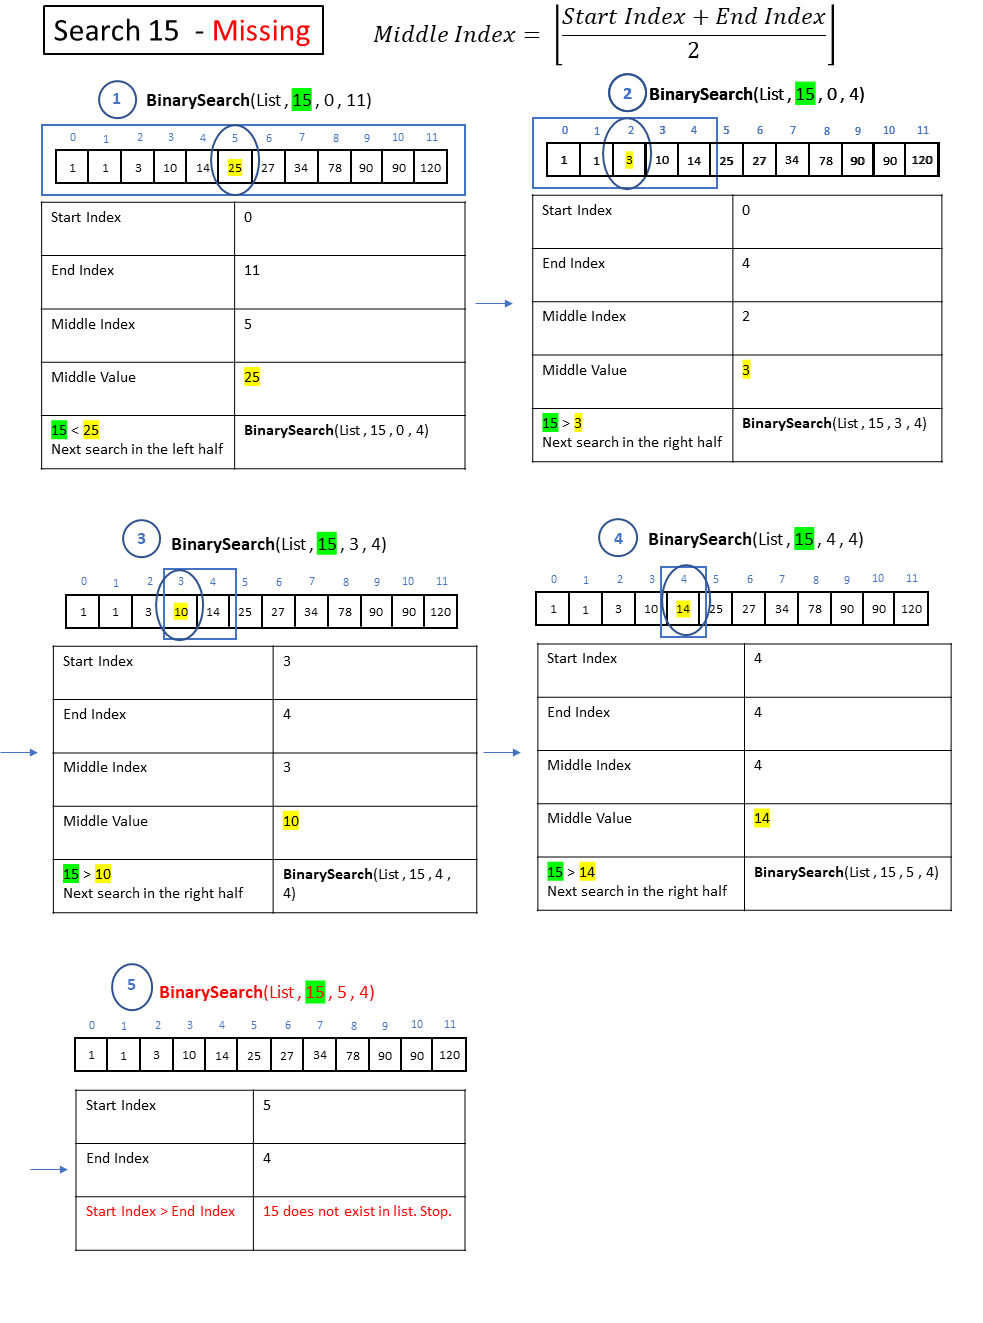 Search 15 - Missing
Middle Index = ⌊(Start Index + End Index)/2⌋
1 BinarySearch(List , 15 , 0 , 11)
0 1 2 3 4 5 6 7 8 9 10 11
1 1 3 10 14 25 27 34 78 90 90 120
Start Index 0
End Index 11
Middle Index 5
Middle Value 25
15 < 25
Next search in the left half
BinarySearch(List , 15 , 0 , 4)
2 BinarySearch(List , 15 , 0 , 4)
0 1 2 3 4 5 6 7 8 9 10 11
1 1 3 10 14 25 27 34 78 90 90 120
Start Index 0
End Index 4
Middle Index 2
Middle Value 3
15 > 3
Next search in the right half
BinarySearch(List , 15 , 3 , 4)
3 BinarySearch(List , 15 , 3 , 4)
0 1 2 3 4 5 6 7 8 9 10 11
1 1 3 10 14 25 27 34 78 90 90 120
Start Index 3
End Index 4
Middle Index 3
Middle Value 10
15 > 10
Next search in the right half
BinarySearch(List , 15 , 4 ,
4)
4 BinarySearch(List , 15 , 4 , 4)
0 1 2 3 4 5 6 7 8 9 10 11
1 1 3 10 14 25 27 34 78 90 90 120
Start Index 4
End Index 4
Middle Index 4
Middle Value 14
15 > 14
Next search in the right half
BinarySearch(List , 15 , 5 , 4)
5 BinarySearch(List , 15 , 5 , 4)
0 1 2 3 4 5 6 7 8 9 10 11
1 1 3 10 14 25 27 34 78 90 90 120
Start Index 5
End Index 4
Start Index > End Index 15 does not exist in list. Stop.